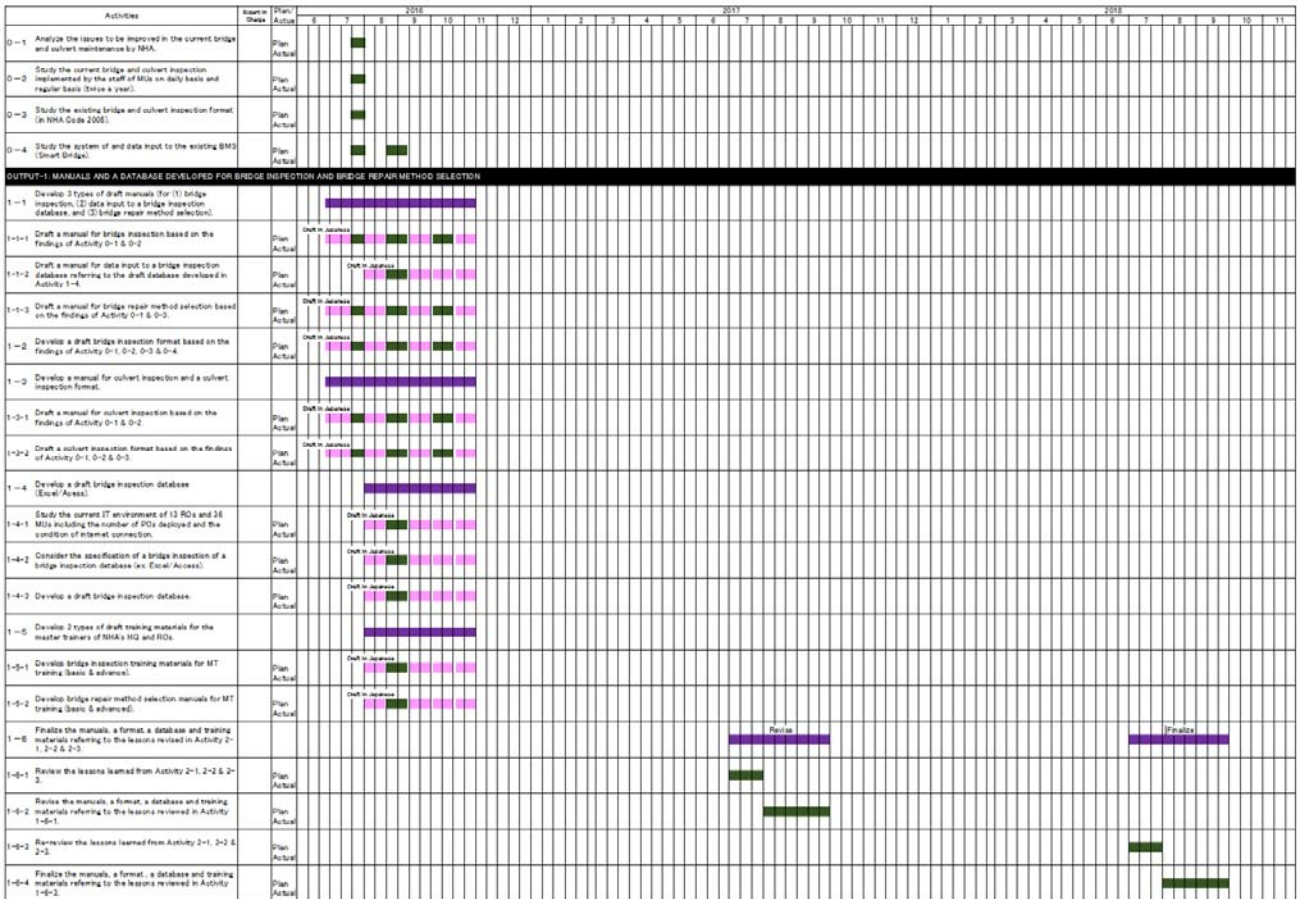 Activities
Expert in
Charge
Plan/
Actual
2016
2017
2018
6 7 8 9 10 11 12 1 2 3 4 5 6 7 8 9 10 11 12 1 2 3 4 5 6 7 8 9 10 11
0-1 Analyze the issues to be improved in the current bridge
and culvert maintenance by NHA.
Plan
Actual
0-2 Study the current bridge and culvert inspection
implemented by the staff of MUs on daily basis and
regular basis (twice a year).
Plan
Actual
0-3 Study the existing bridge and culvert inspection format
(in NHA Code 2005).
Plan
Actual
0-4 Study the system of and data input to the existing BMS
(Smart Bridge).
Plan
Actual
OUTPUT-1: MANUALS AND A DATABASE DEVELOPED FOR BRIDGE INSPECTION AND BRIDGE REPAIR METHOD SELECTION
1-1 Develop 3 types of draft manuals (for (1) bridge
inspection, (2) data input to a bridge inspection
database, and (3) bridge repair method selection).
1-1-1 Draft a manual for bridge inspection based on the
findings of Activity 0-1 & 0-2
Plan
Actual
Draft in Japanese
1-1-2 Draft a manual for data input to a bridge inspection
database referring to the draft database developed in
Activity 1-4.
Plan
Actual
Draft in Japanese
1-1-3 Draft a manual for bridge repair method selection based
on the findings of Activity 0-1 & 0-3.
Plan
Actual
Draft in Japanese
1-2 Develop a draft bridge inspection format based on the
findings of Activity 0-1, 0-2, 0-3 & 0-4.
Plan
Actual
Draft in Japanese
1-3 Develop a manual for culvert inspection and a culvert
inspection format.
1-3-1 Draft a manual for culvert inspection based on the
findings of Activity 0-1 & 0-2
Plan
Actual
Draft in Japanese
1-3-2 Draft a culvert inspection format based on the findings
of Activity 0-1, 0-2 & 0-3.
Plan
Actual
Draft in Japanese
1-4 Develop a draft bridge inspection database
(Excel/Acess).
1-4-1 Study the current IT environment of 13 ROs and 36
MUs including the number of PCs deployed and the
condition of internet connection.
Plan
Actual
Draft in Japanese
1-4-2 Consider the specification of a bridge inspection of a
bridge inspection database (ex. Excel/Access).
Plan
Actual
Draft in Japanese
1-4-3 Develop a draft bridge inspection database.
Plan
Actual
Draft in Japanese
1-5 Develop 2 types of draft training materials for the
master trainers of NHA's HQ and ROs.
1-5-1 Develop bridge inspection training materials for MT
training (basic & advance).
Plan
Actual
Draft in Japanese
1-5-2 Develop bridge repair method selection manuals for MT
training (basic & advanced).
Plan
Actual
Draft in Japanese
1-6 Finalize the manuals, a format, a database and training
materials referring to the lessons revised in Activity 2-
1, 2-2 & 2-3.
Revise
Finalize
1-6-1 Review the lessons learned from Activity 2-1, 2-2 & 2-
3.
Plan
Actual
1-6-2 Revise the manuals, a format, a database and training
materials referring to the lessons reviewed in Activity
1-6-1.
Plan
Actual
1-6-3 Re-review the lessons learned from Activity 2-1, 2-2 &
2-3.
Plan
Actual
1-6-4 Finalize the manuals, a format , a database and training
materials referring to the lessons reviewed in Activity
1-6-3.
Plan
Actual